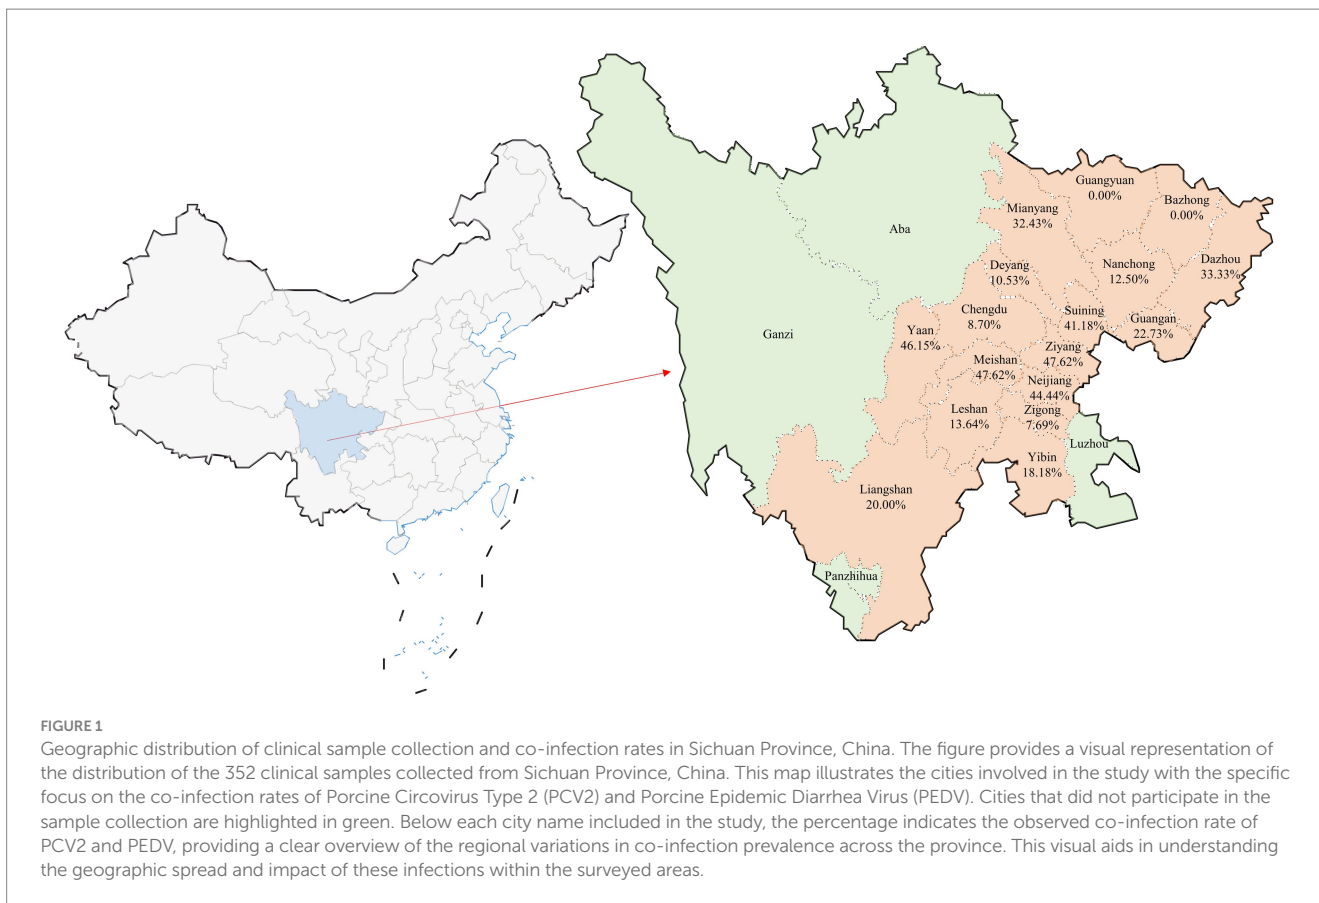 Guangyuan
0.00%
Bazhong
0.00%
Mianyang
32.43%
Aba
Dazhou
33.33%
Nanchong
12.50%
Deyang
10.53%
Chengdu
8.70%
Suining
41.18%
Guangan
22.73%
Ganzi
Yaan
46.15%
Ziyang
47.62%
Meishan
47.62%
Neijiang
44.44%
Leshan
13.64%
Zigong
7.69%
Luzhou
Yibin
18.18%
Liangshan
20.00%
Panzhihua
FIGURE 1
Geographic distribution of clinical sample collection and co-infection rates in Sichuan Province, China. The figure provides a visual representation of
the distribution of the 352 clinical samples collected from Sichuan Province, China. This map illustrates the cities involved in the study with the specific
focus on the co-infection rates of Porcine Circovirus Type 2 (PCV2) and Porcine Epidemic Diarrhea Virus (PEDV). Cities that did not participate in the
sample collection are highlighted in green. Below each city name included in the study, the percentage indicates the observed co-infection rate of
PCV2 and PEDV, providing a clear overview of the regional variations in co-infection prevalence across the province. This visual aids in understanding
the geographic spread and impact of these infections within the surveyed areas.